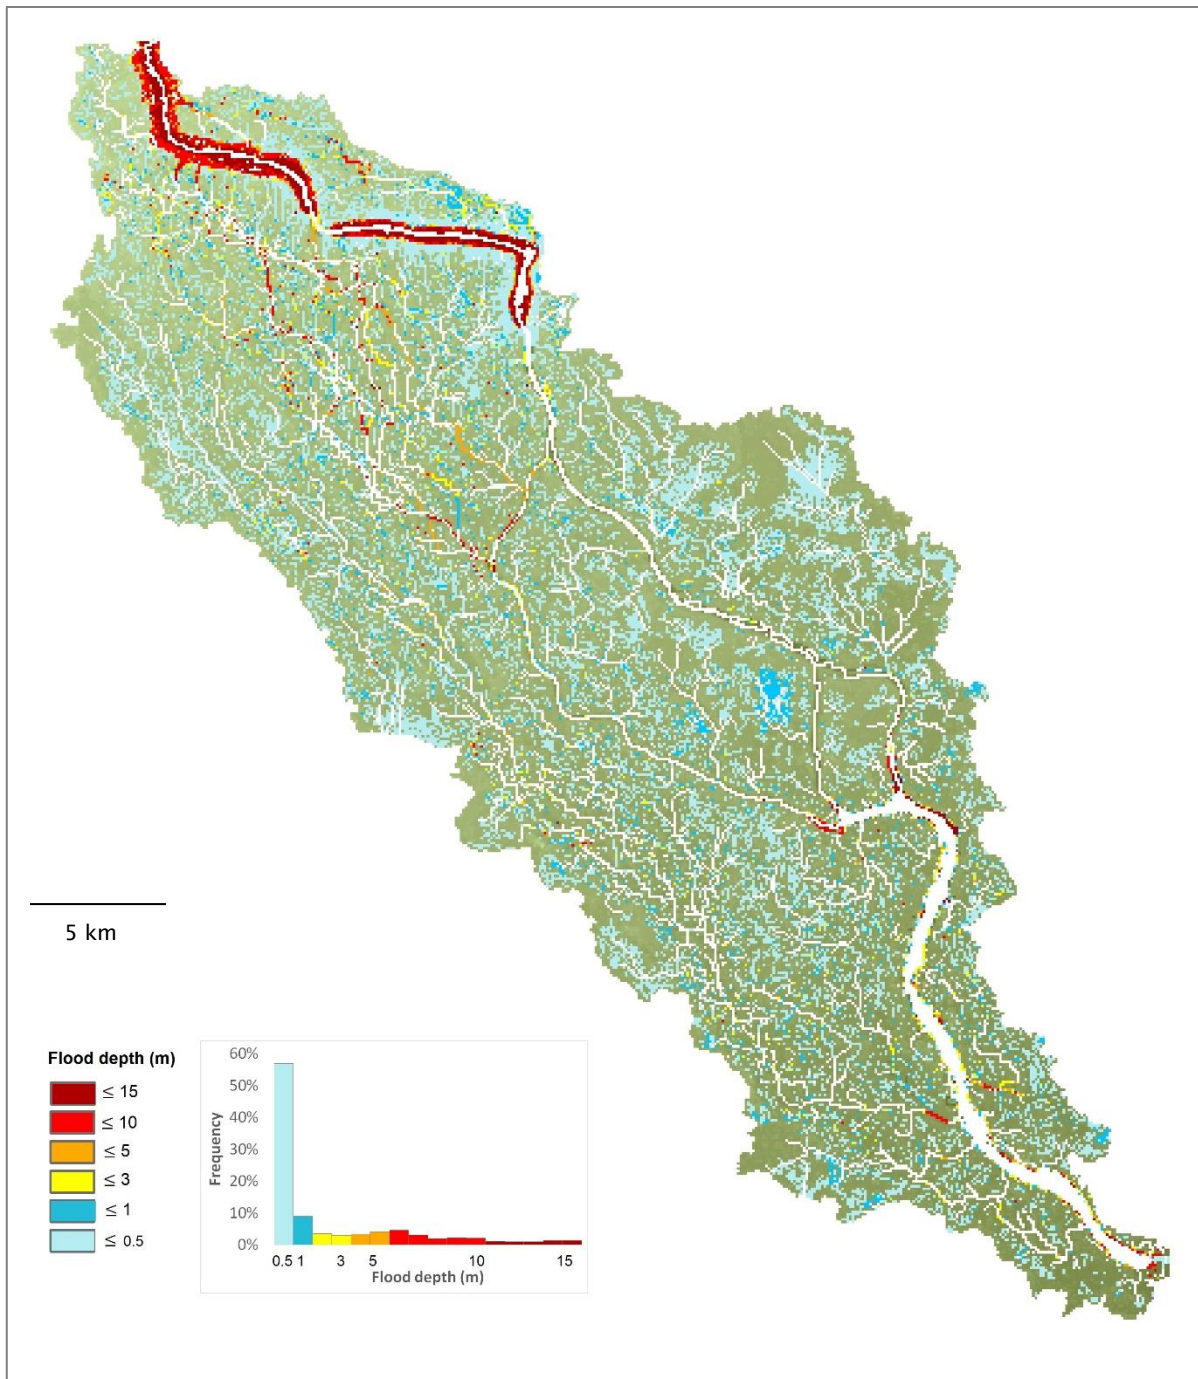 5 km
Flood depth (m)
≤ 15
≤ 10
≤ 5
≤ 3
≤ 1
≤ 0.5
60%
50%
40%
30%
20%
10%
0%
Frequency
0.5 1 3 5 10 15
Flood depth (m)